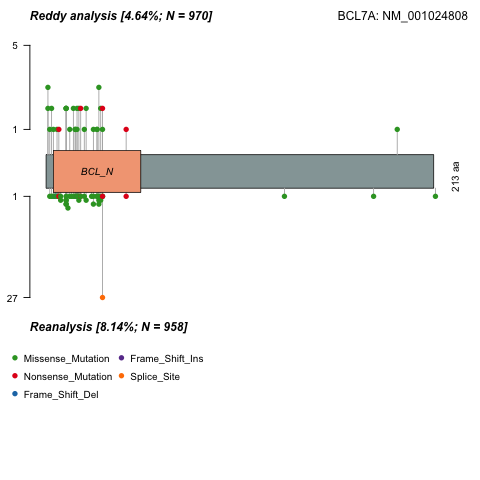 Reddy analysis [4.64%; N = 970]
BCL7A: NM_001024808
5
1
BCL_N
213 aa
1
27
Reanalysis [8.14%; N = 958]
Missense_Mutation
Frame_Shift_Ins
Nonsense_Mutation
Splice_Site
Frame_Shift_Del